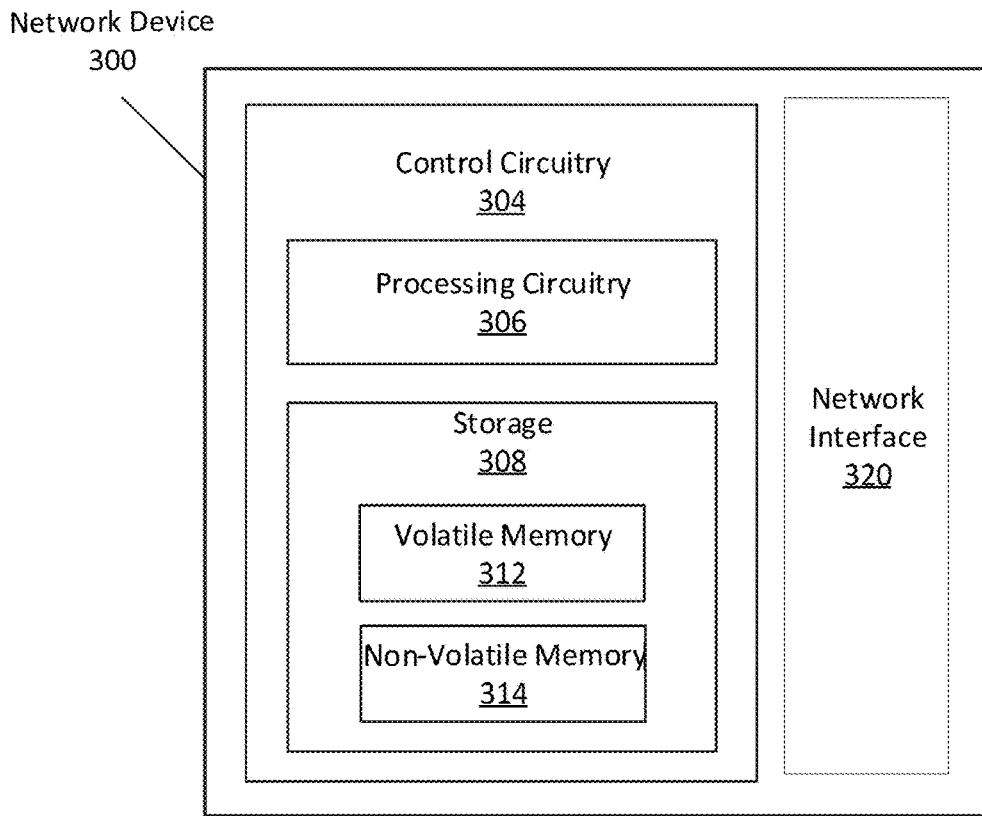 Network Device
300
Control Circuitry
304
Processing Circuitry
306
Storage
308
Volatile Memory
312
Non-Volatile Memory
314
Network
Interface
320